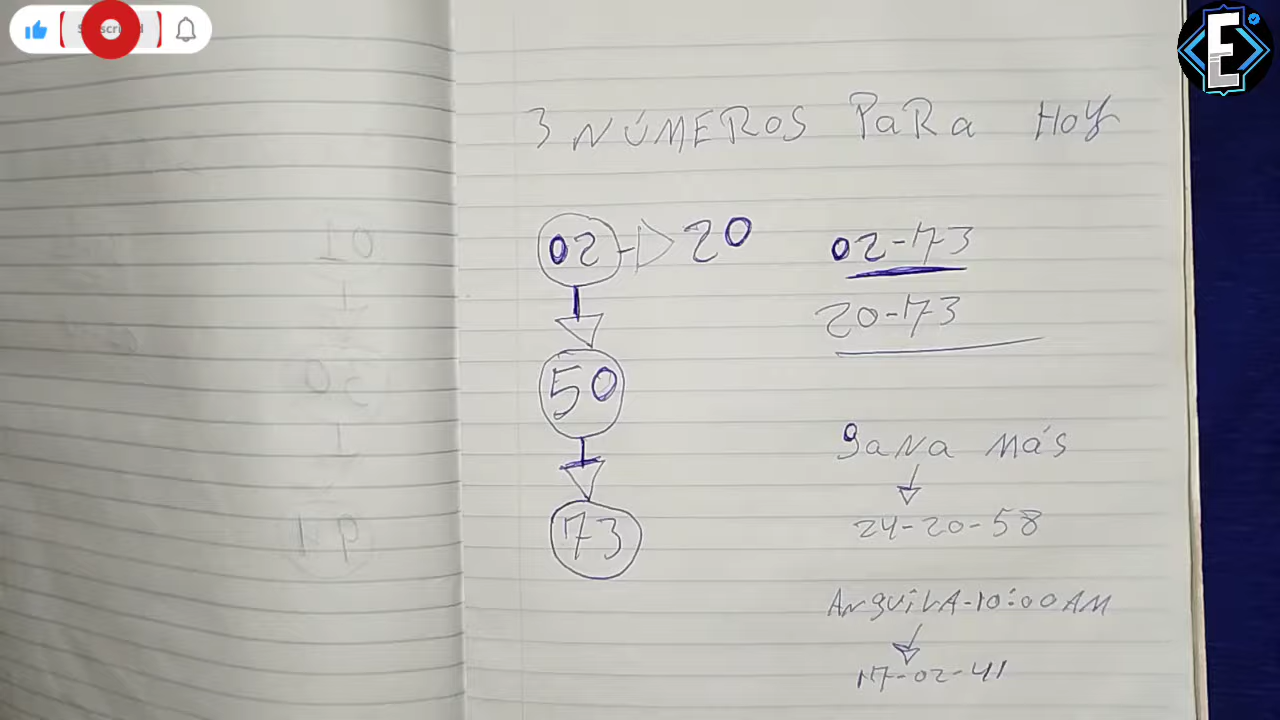 3 NÚMEROS PaRa HOY
02 → 20
50
73
02-73
20-73
gaNa Más
24-20-58
ANguiLA-10:00AM
17-02-41